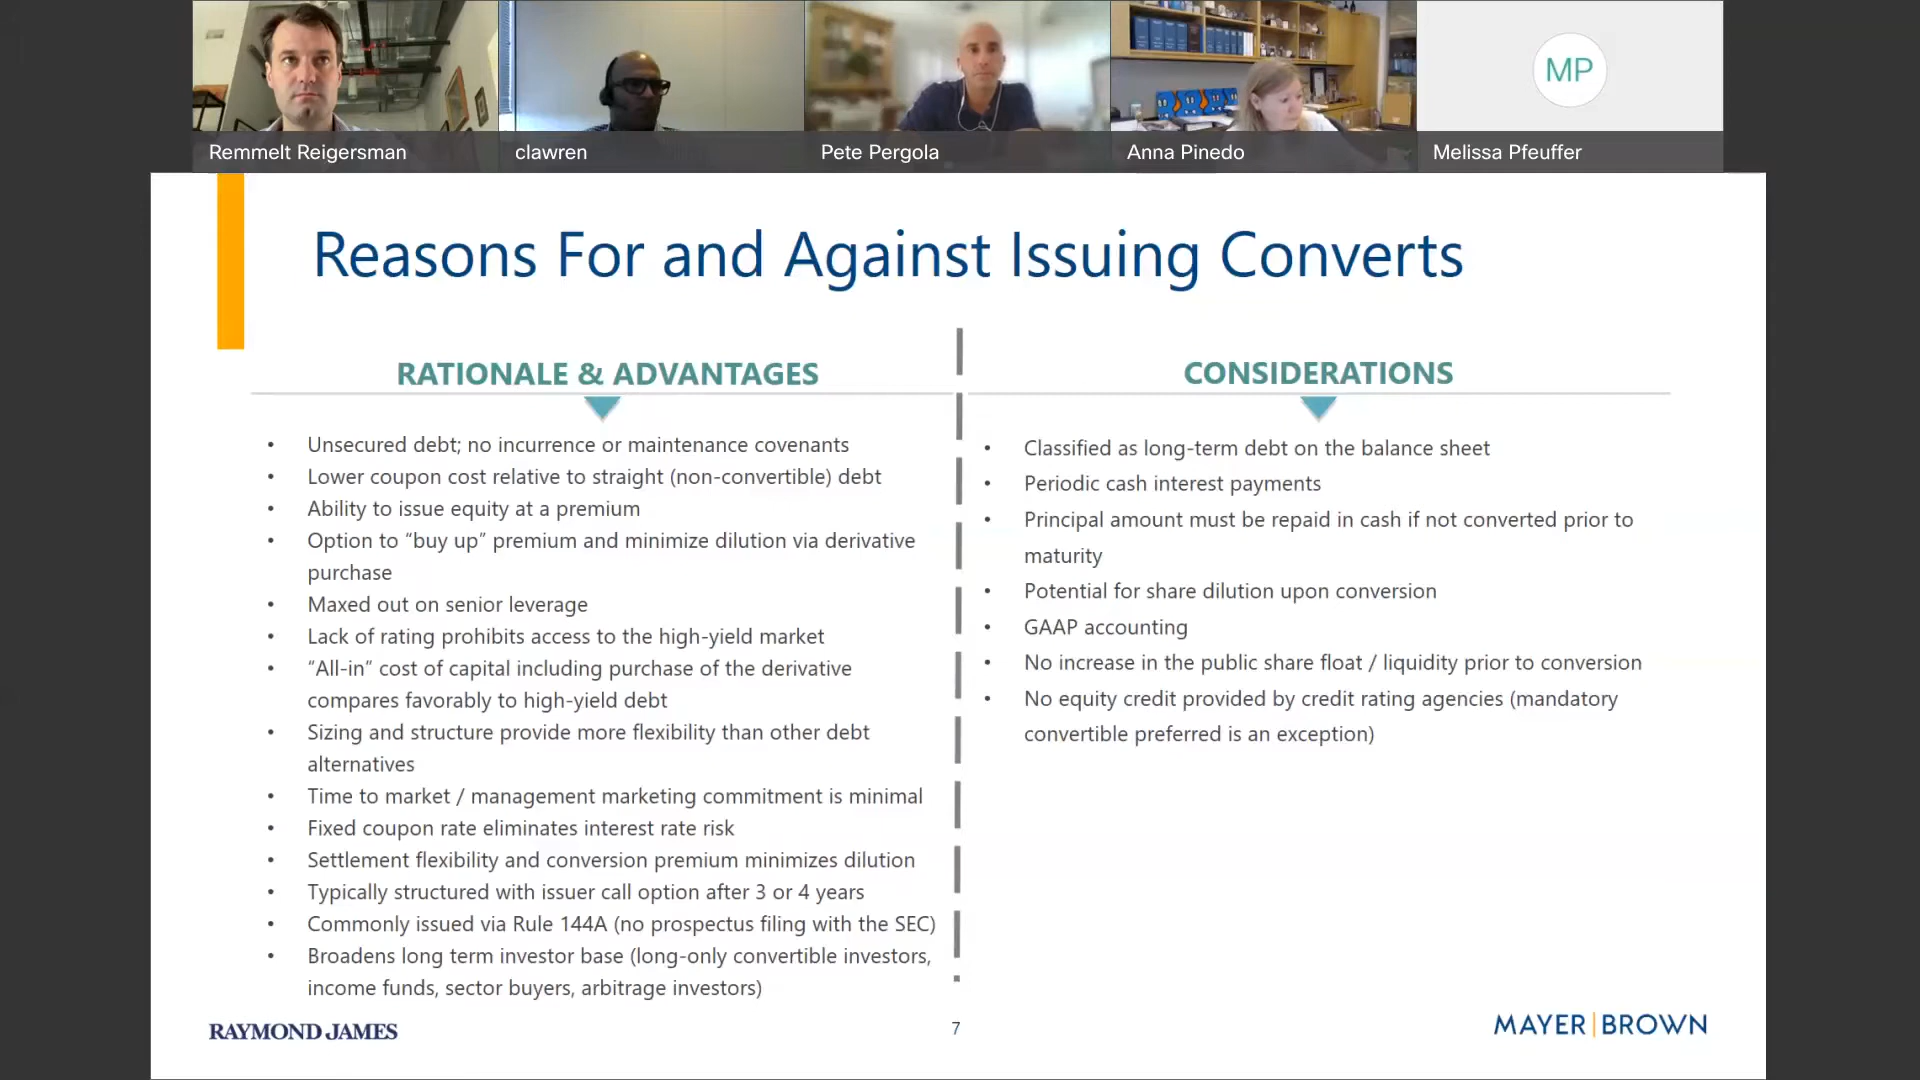 MP
Remmelt Reigersman
clawren
Pete Pergola
Anna Pinedo
Melissa Pfeuffer
Reasons For and Against Issuing Converts
RATIONALE & ADVANTAGES
• Unsecured debt; no incurrence or maintenance covenants
• Lower coupon cost relative to straight (non-convertible) debt
• Ability to issue equity at a premium
• Option to “buy up” premium and minimize dilution via derivative
purchase
• Maxed out on senior leverage
• Lack of rating prohibits access to the high-yield market
• “All-in” cost of capital including purchase of the derivative
compares favorably to high-yield debt
• Sizing and structure provide more flexibility than other debt
alternatives
• Time to market / management marketing commitment is minimal
• Fixed coupon rate eliminates interest rate risk
• Settlement flexibility and conversion premium minimizes dilution
• Typically structured with issuer call option after 3 or 4 years
• Commonly issued via Rule 144A (no prospectus filing with the SEC)
• Broadens long term investor base (long-only convertible investors,
income funds, sector buyers, arbitrage investors)
CONSIDERATIONS
• Classified as long-term debt on the balance sheet
• Periodic cash interest payments
• Principal amount must be repaid in cash if not converted prior to
maturity
• Potential for share dilution upon conversion
• GAAP accounting
• No increase in the public share float / liquidity prior to conversion
• No equity credit provided by credit rating agencies (mandatory
convertible preferred is an exception)
RAYMOND JAMES
7
MAYER | BROWN